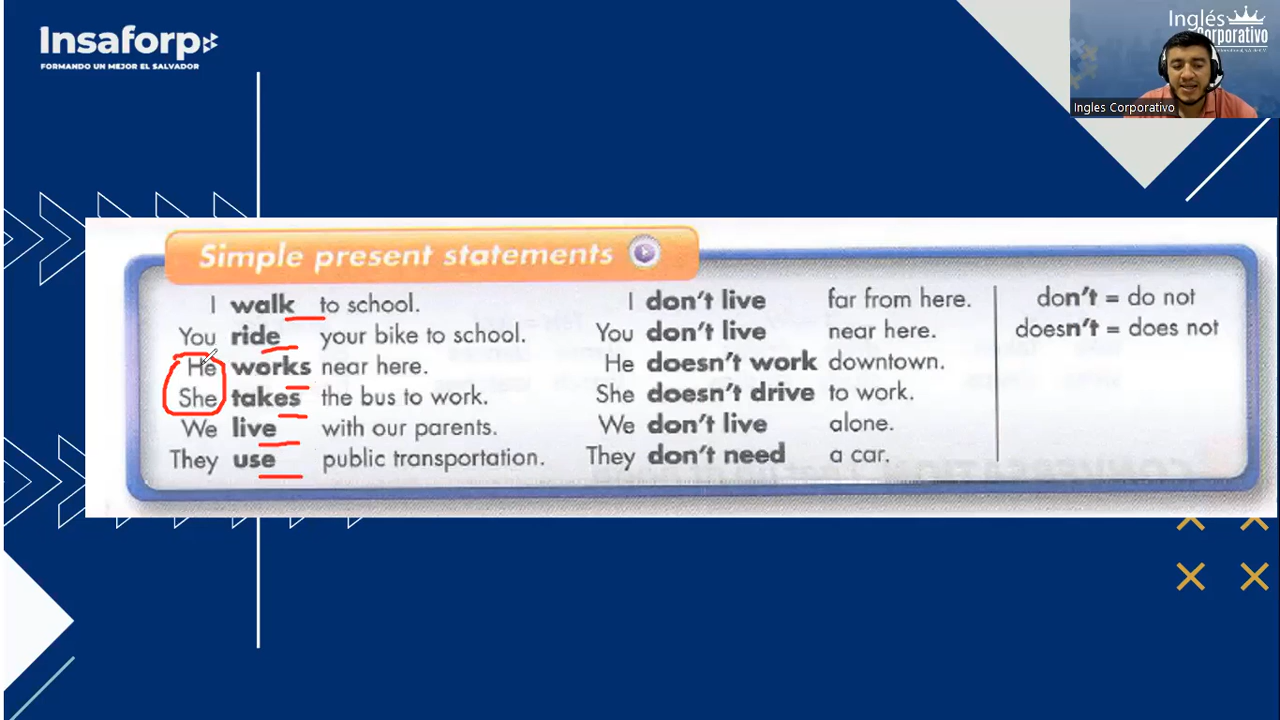 Insaforp
FORMANDO UN MEJOR EL SALVADOR
Inglés
Corporativo
Ingles Corporativo
Simple present statements
I walk to school.
You ride your bike to school.
He works near here.
She takes the bus to work.
We live with our parents.
They use public transportation.
I don't live far from here.
You don't live near here.
He doesn't work downtown.
She doesn't drive to work.
We don't live alone.
They don't need a car.
don't = do not
doesn't = does not